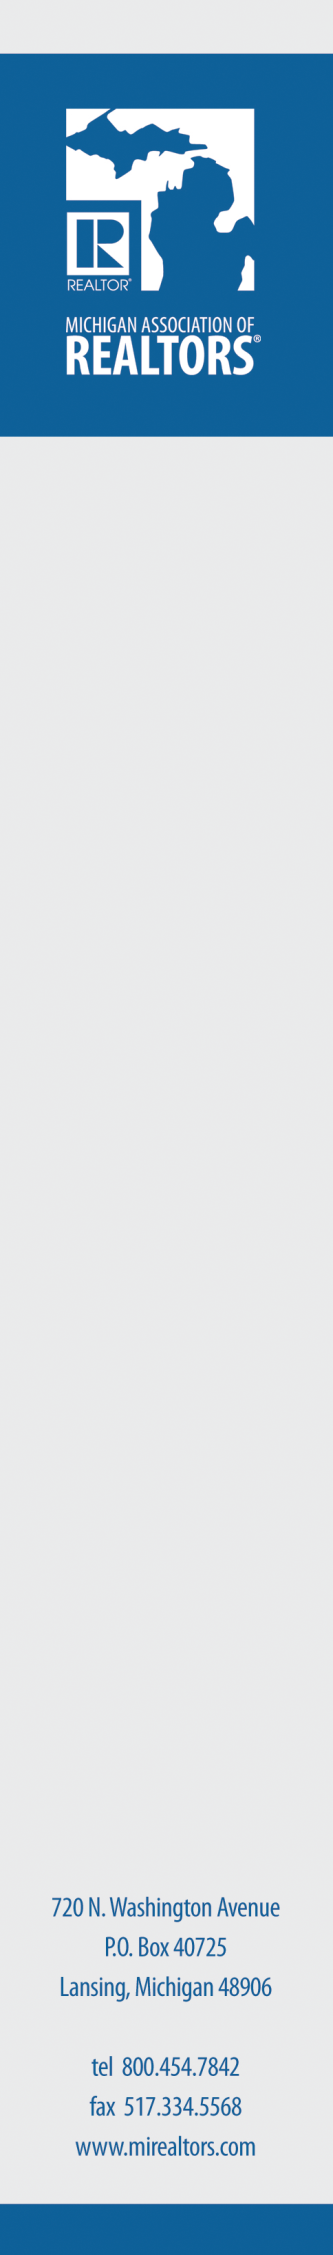 REALTOR®
MICHIGAN ASSOCIATION OF
REALTORS®
720 N. Washington Avenue
P.O. Box 40725
Lansing, Michigan 48906
tel 800.454.7842
fax 517.334.5568
www.mirealtors.com